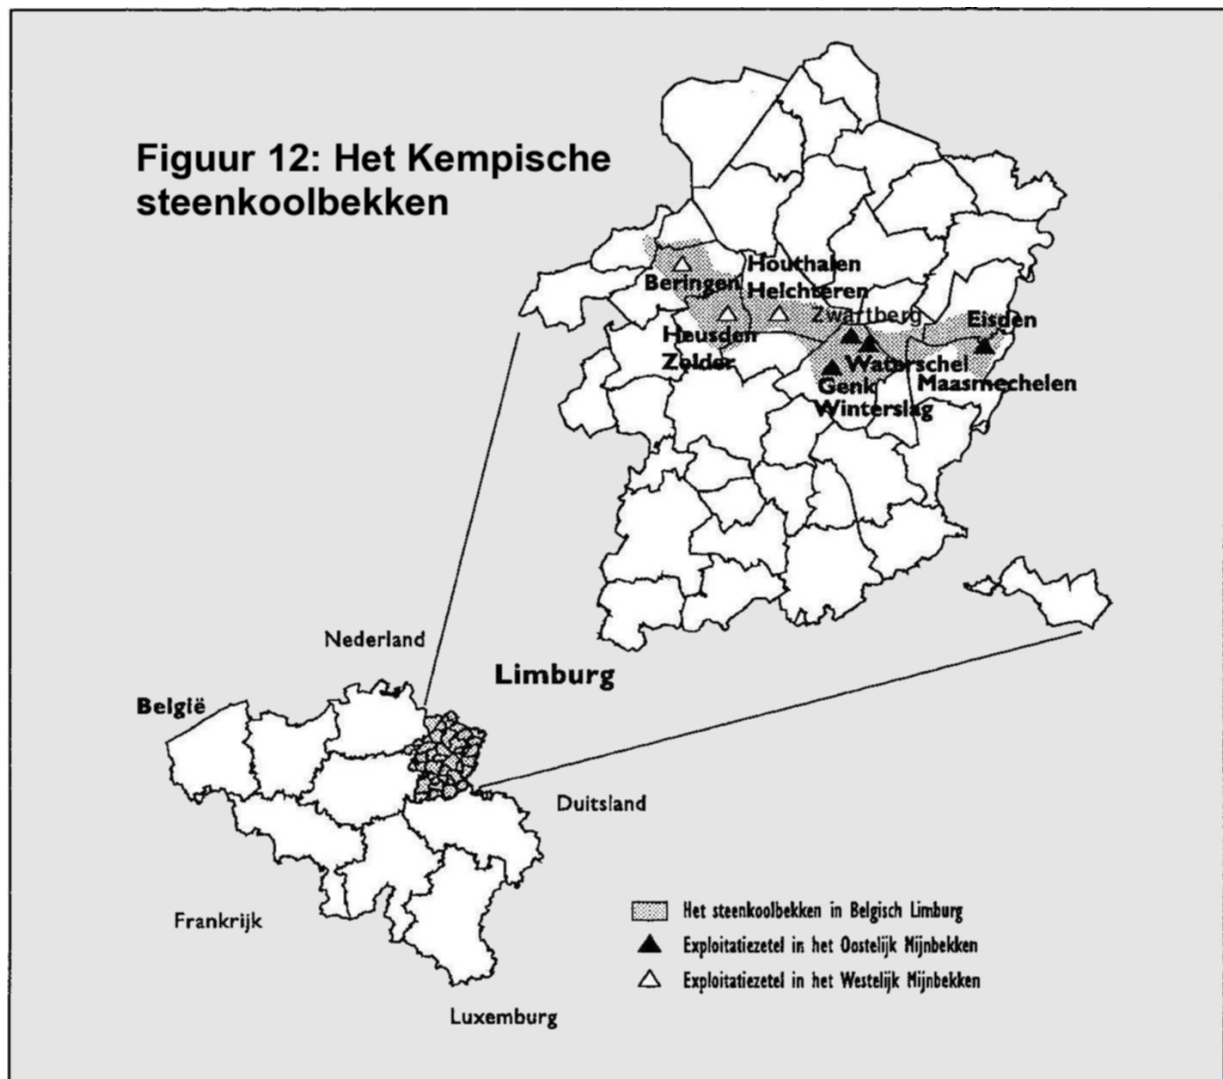 Figuur 12: Het Kempische
steenkoolbekken
Houthalen
Helchteren
Beringen
Zwartberg
Eisden
Heusden
Zolder
Waterschei
Genk
Winterslag
Maasmechelen
Nederland
Limburg
België
Duitsland
Frankrijk
Luxemburg
Het steenkoolbekken in Belgisch Limburg
Exploitatiezetel in het Oostelijk Mijnbekken
Exploitatiezetel in het Westelijk Mijnbekken